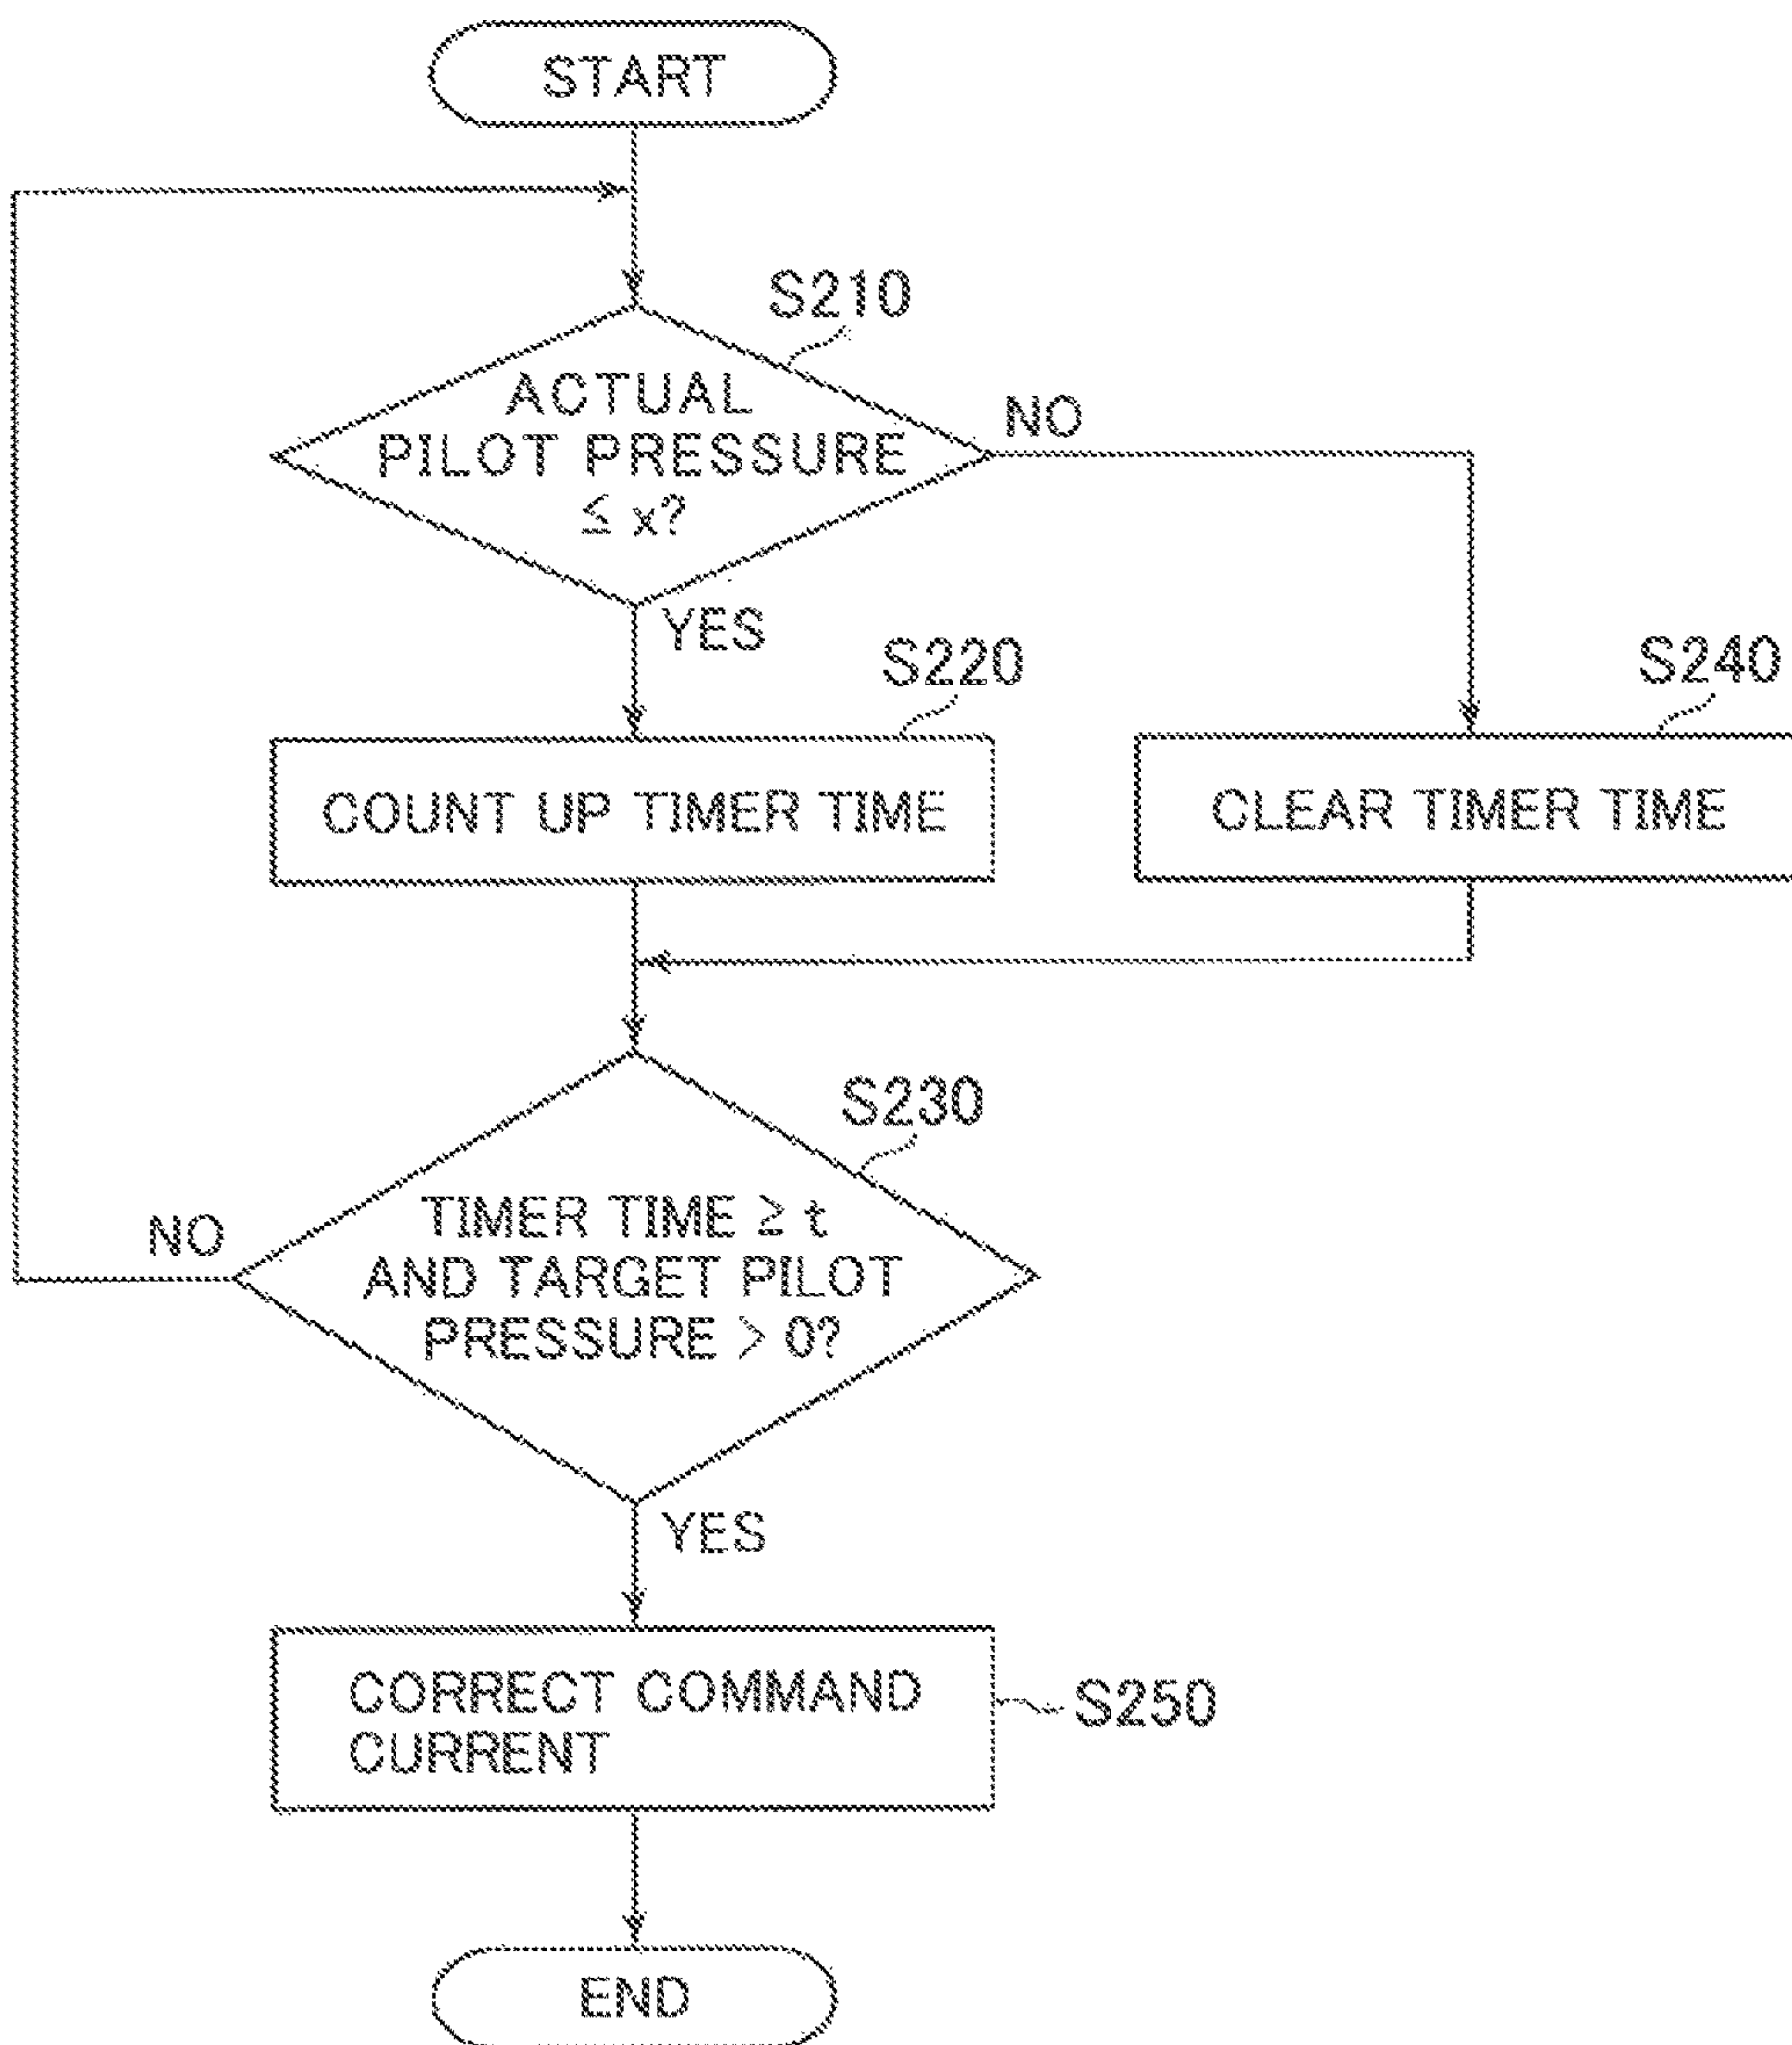 START
S210
ACTUAL
PILOT PRESSURE
≦ x?
NO
YES
S220
S240
COUNT UP TIMER TIME
CLEAR TIMER TIME
S230
TIMER TIME ≧ t
AND TARGET PILOT
PRESSURE > 0?
NO
YES
CORRECT COMMAND
CURRENT
S250
END